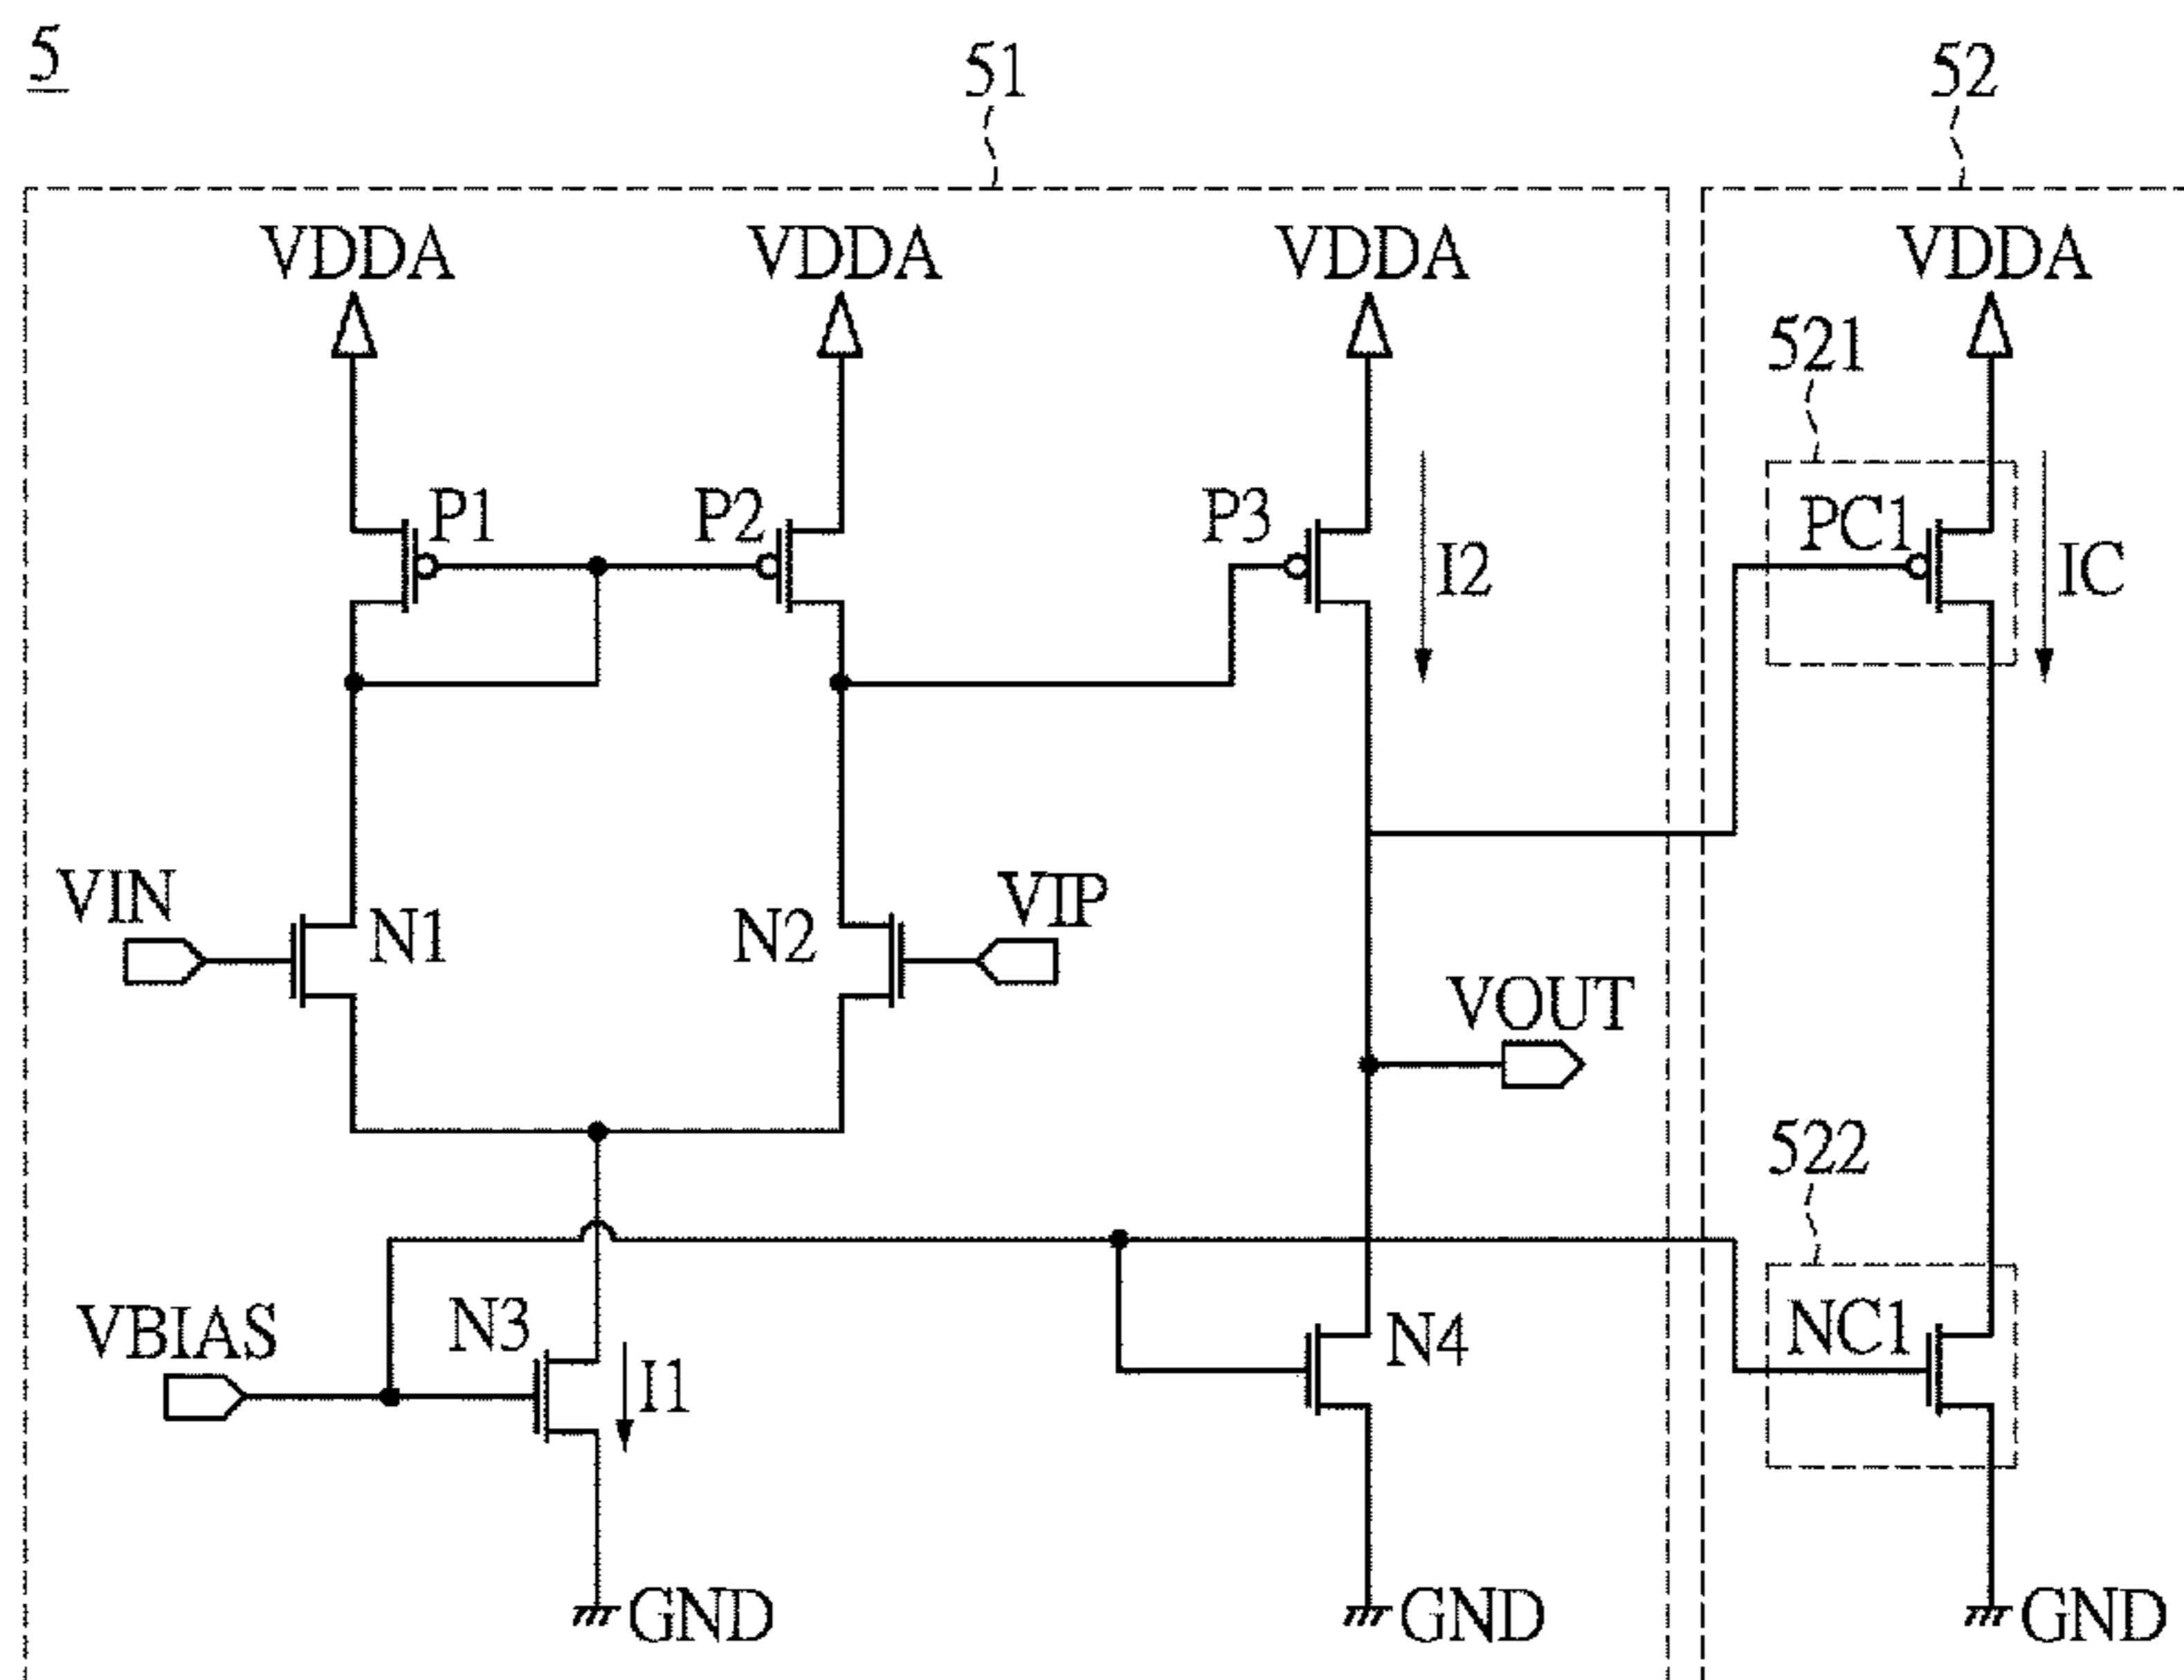 5
51
52
VDDA
VDDA
VDDA
VDDA
521
P1
P2
P3
PC1
I2
IC
VIN
N1
N2
VIP
VOUT
522
VBIAS
N3
I1
N4
NC1
GND
GND
GND